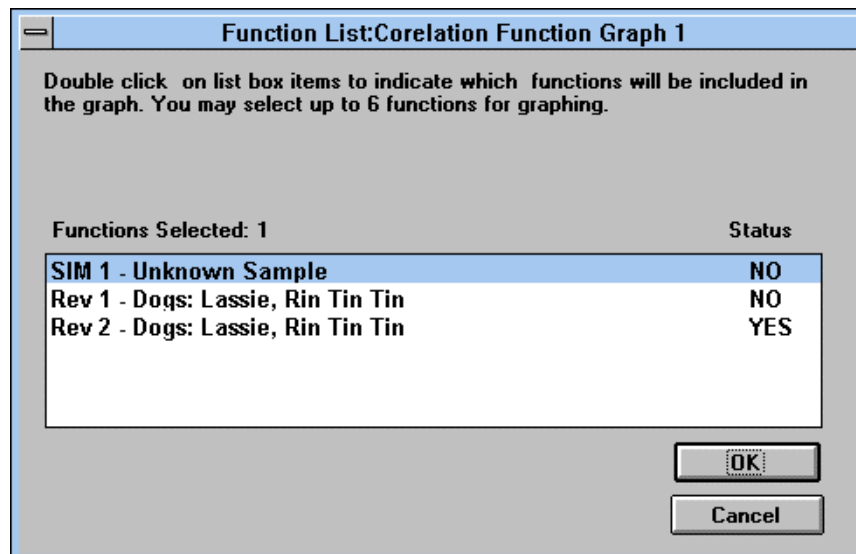 Function List:Corelation Function Graph 1
Double click on list box items to indicate which functions will be included in
the graph. You may select up to 6 functions for graphing.
Functions Selected: 1 Status
SIM 1 - Unknown Sample NO
Rev 1 - Dogs: Lassie, Rin Tin Tin NO
Rev 2 - Dogs: Lassie, Rin Tin Tin YES
OK
Cancel